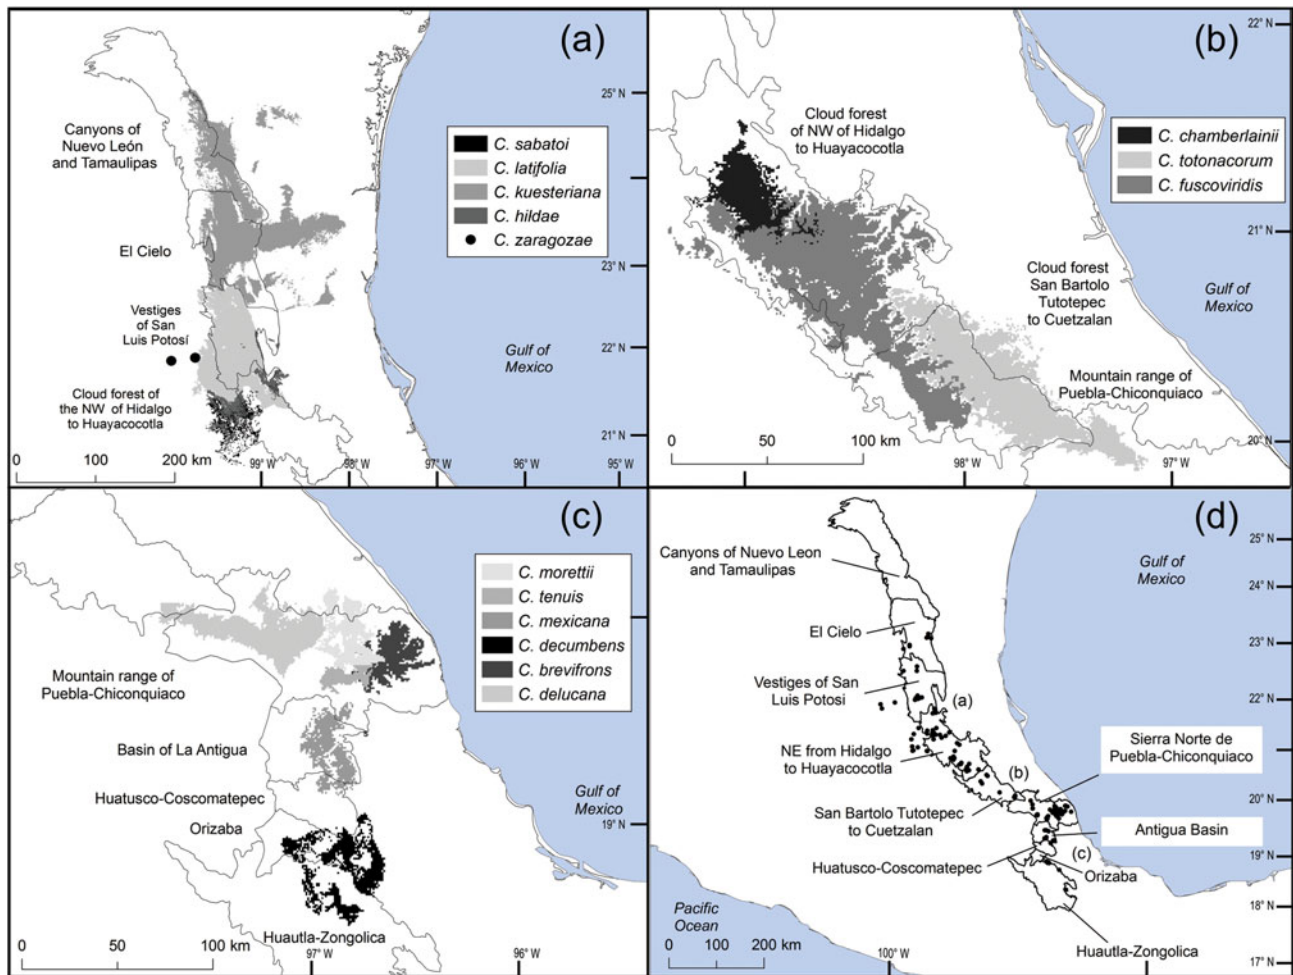 (a)
25° N
Canyons of
Nuevo León
and Tamaulipas
C. sabatoi
C. latifolia
C. kuesteriana
C. hildae
C. zaragozae
El Cielo
23° N
Vestiges
of San
Luis Potosí
22° N
Gulf of
Mexico
Cloud forest of
the NW of Hidalgo
to Huayacocotla
21° N
0 100 200 km
99° W 98° W 97° W 96° W 95° W
(b)
22° N
Cloud forest
of NW of Hidalgo
to Huayacocotla
C. chamberlainii
C. totonacorum
C. fuscoviridis
21° N
Cloud forest
San Bartolo
Tutotepec
to Cuetzalan
Gulf of
Mexico
Mountain range of
Puebla-Chiconquiaco
20° N
0 50 100 km
98° W 97° W
(c)
C. morettii
C. tenuis
C. mexicana
C. decumbens
C. brevifrons
C. delucana
Mountain range of
Puebla-Chiconquiaco
Basin of La Antigua
Huatusco-Coscomatepec
Orizaba
Gulf of
Mexico
19° N
Huautla-Zongolica
0 50 100 km
97° W 96° W
(d)
25° N
Canyons of Nuevo Leon
and Tamaulipas
Gulf of
Mexico
24° N
El Cielo
23° N
Vestiges of San
Luis Potosi
22° N
(a)
NE from Hidalgo
to Huayacocotla
Sierra Norte de
Puebla-Chiconquiaco
21° N
(b)
San Bartolo Tutotepec
to Cuetzalan
20° N
Antigua Basin
Huatusco-Coscomatepec
(c)
19° N
Orizaba
18° N
Pacific
Ocean
Huautla-Zongolica
0 100 200 km
100° W
17° N